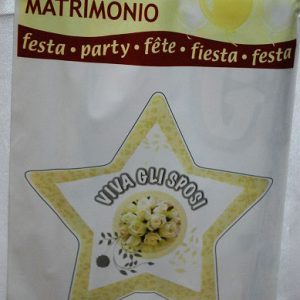 MATRIMONIO
festa • party • fête • fiesta • festa
VIVA GLI SPOSI